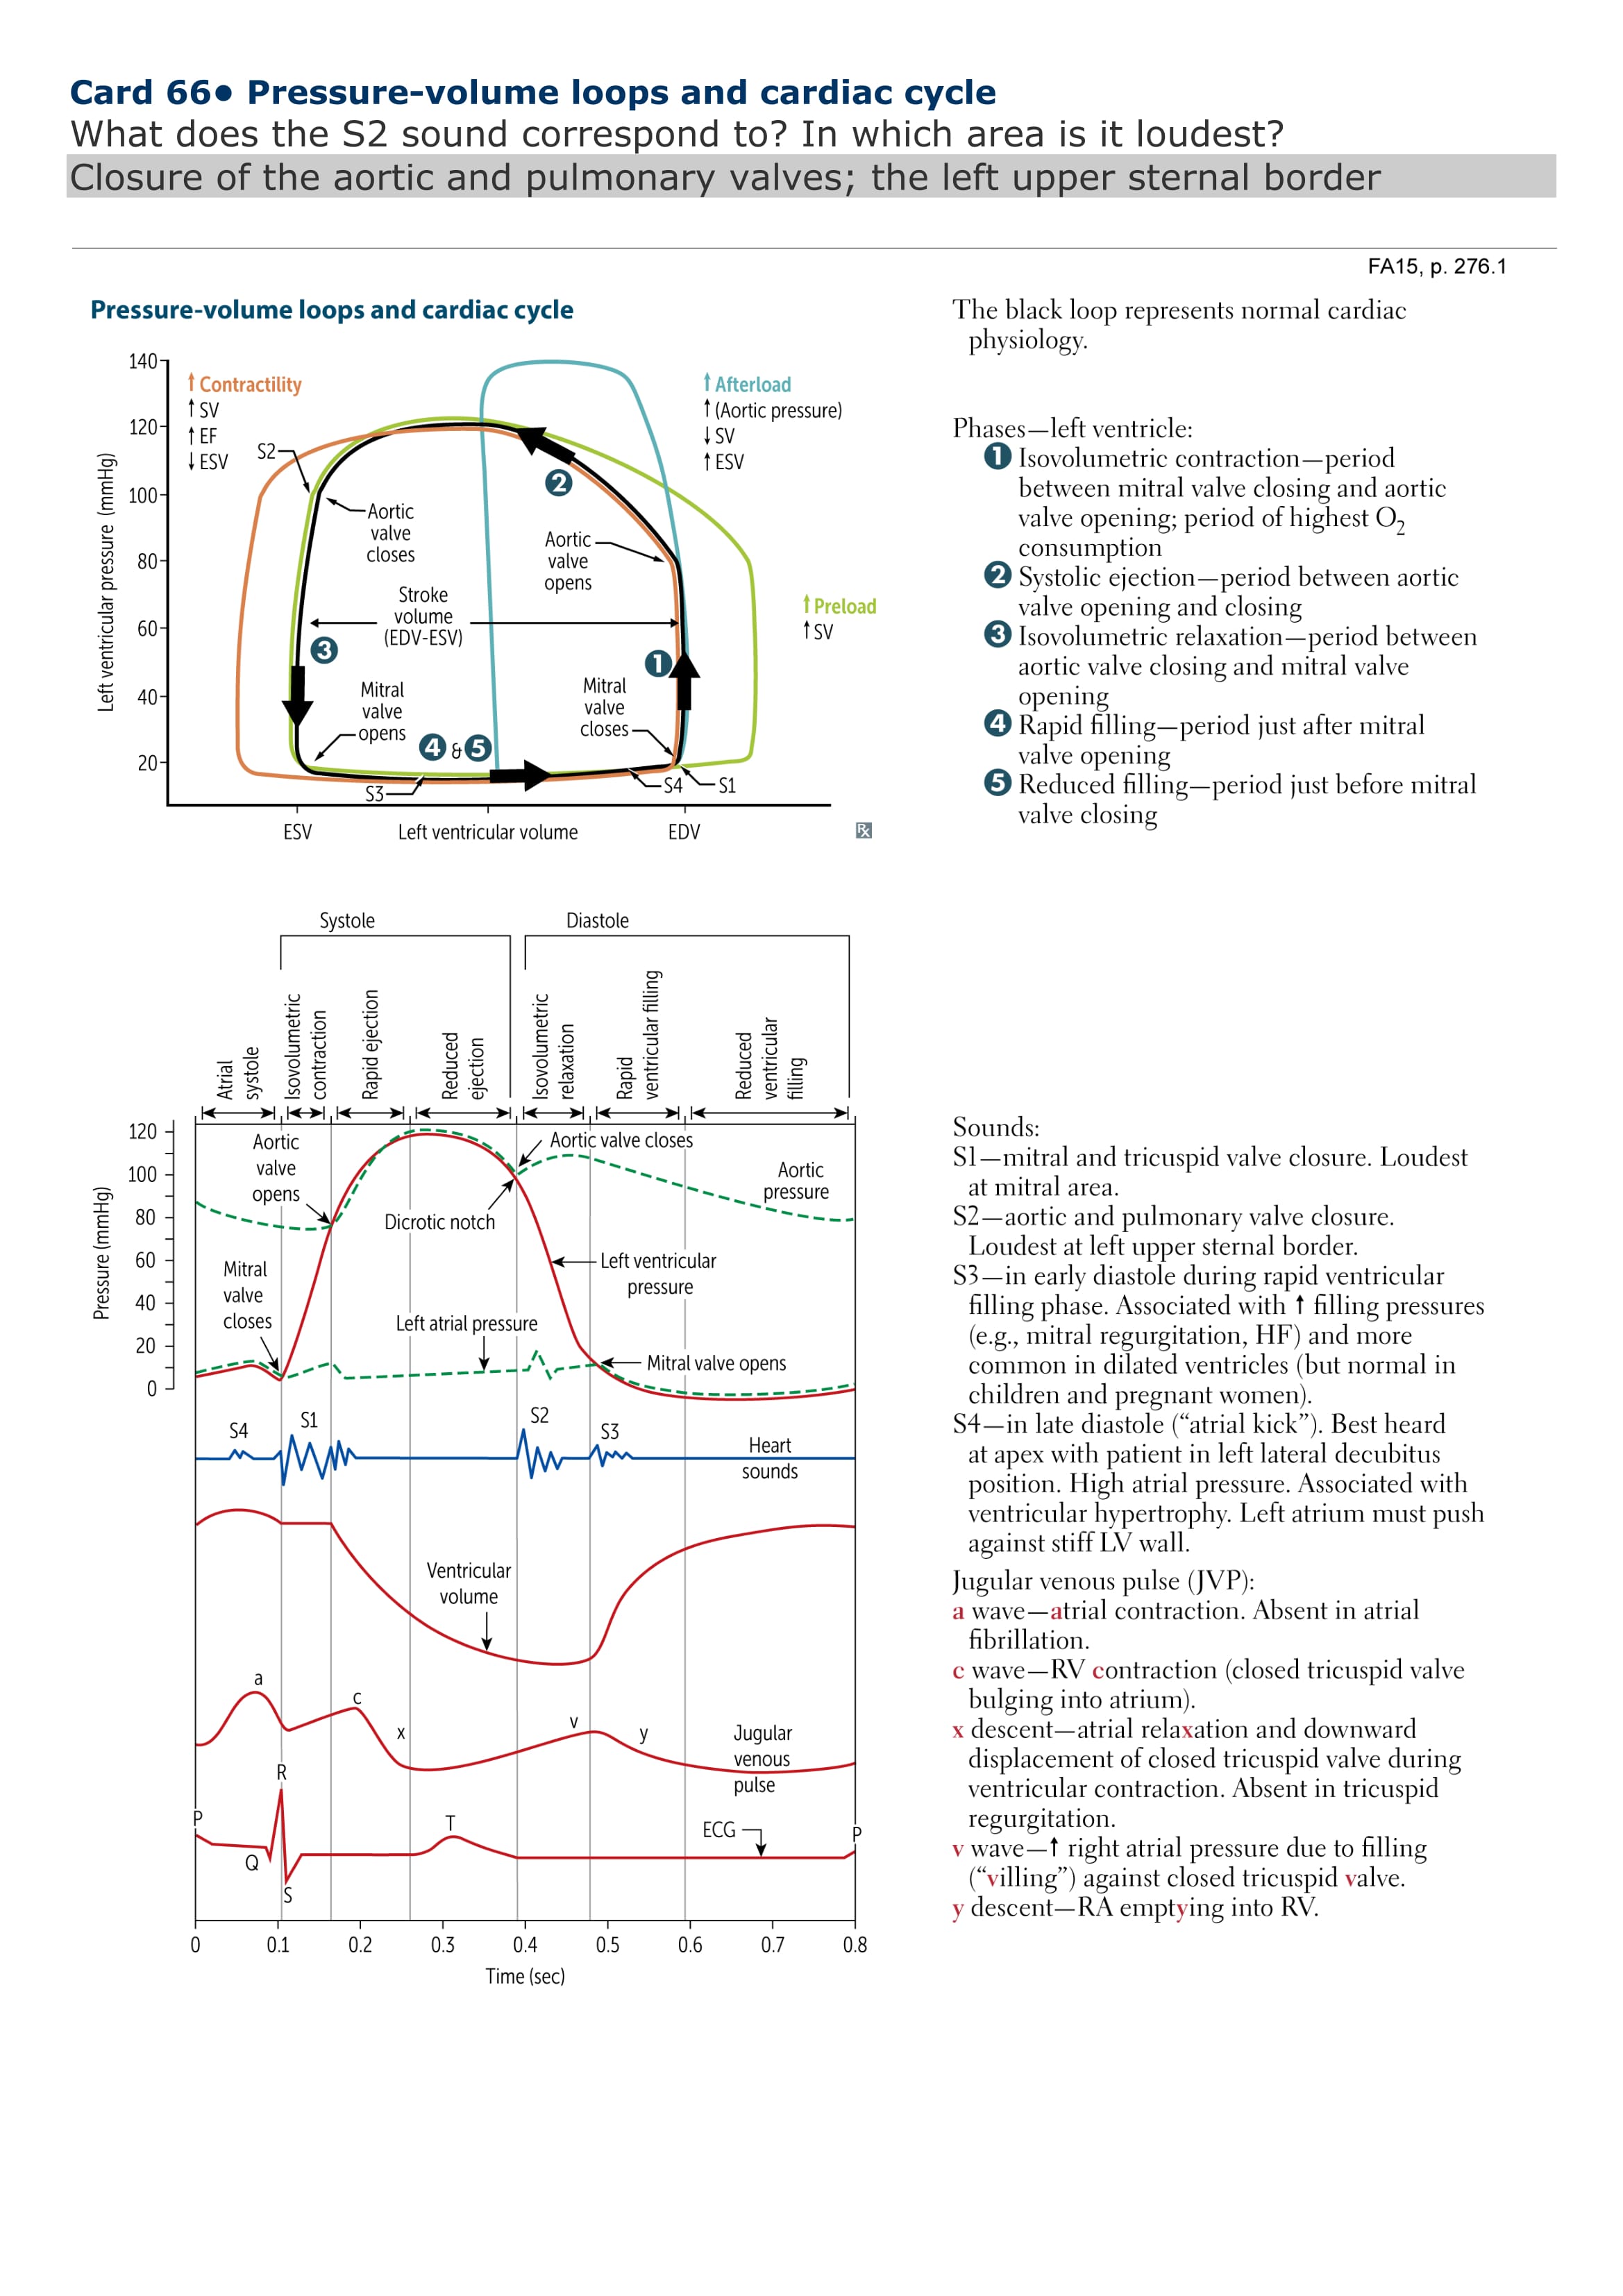 Card 66● Pressure-volume loops and cardiac cycle
What does the S2 sound correspond to? In which area is it loudest?
Closure of the aortic and pulmonary valves; the left upper sternal border
FA15, p. 276.1
Pressure-volume loops and cardiac cycle
140
120
100
80
60
40
20
Left ventricular pressure (mmHg)
↑ Contractility
↑ SV
↑ EF
↓ ESV
S2
↑ Afterload
↑ (Aortic pressure)
↓ SV
↑ ESV
2
Aortic
valve
closes
Aortic
valve
opens
Stroke
volume
(EDV-ESV)
↑ Preload
↑ SV
3
1
Mitral
valve
opens
4 & 5
Mitral
valve
closes
S3
S4
S1
ESV
Left ventricular volume
EDV
Rx
The black loop represents normal cardiac
physiology.
Phases—left ventricle:
1 Isovolumetric contraction—period
between mitral valve closing and aortic
valve opening; period of highest O2
consumption
2 Systolic ejection—period between aortic
valve opening and closing
3 Isovolumetric relaxation—period between
aortic valve closing and mitral valve
opening
4 Rapid filling—period just after mitral
valve opening
5 Reduced filling—period just before mitral
valve closing
Systole
Diastole
Atrial
systole
Isovolumetric
contraction
Rapid ejection
Reduced
ejection
Isovolumetric
relaxation
Rapid
ventricular filling
Reduced
ventricular
filling
120
100
80
60
40
20
0
Pressure (mmHg)
Aortic
valve
opens
Aortic valve closes
Aortic
pressure
Dicrotic notch
Left ventricular
pressure
Mitral
valve
closes
Left atrial pressure
Mitral valve opens
S4
S1
S2
S3
Heart
sounds
Ventricular
volume
a
c
x
v
y
Jugular
venous
pulse
P
Q
R
S
T
ECG
P
0
0.1
0.2
0.3
0.4
0.5
0.6
0.7
0.8
Time (sec)
Sounds:
S1—mitral and tricuspid valve closure. Loudest
at mitral area.
S2—aortic and pulmonary valve closure.
Loudest at left upper sternal border.
S3—in early diastole during rapid ventricular
filling phase. Associated with ↑ filling pressures
(e.g., mitral regurgitation, HF) and more
common in dilated ventricles (but normal in
children and pregnant women).
S4—in late diastole (“atrial kick”). Best heard
at apex with patient in left lateral decubitus
position. High atrial pressure. Associated with
ventricular hypertrophy. Left atrium must push
against stiff LV wall.
Jugular venous pulse (JVP):
a wave—atrial contraction. Absent in atrial
fibrillation.
c wave—RV contraction (closed tricuspid valve
bulging into atrium).
x descent—atrial relaxation and downward
displacement of closed tricuspid valve during
ventricular contraction. Absent in tricuspid
regurgitation.
v wave—↑ right atrial pressure due to filling
(“villing”) against closed tricuspid valve.
y descent—RA emptying into RV.